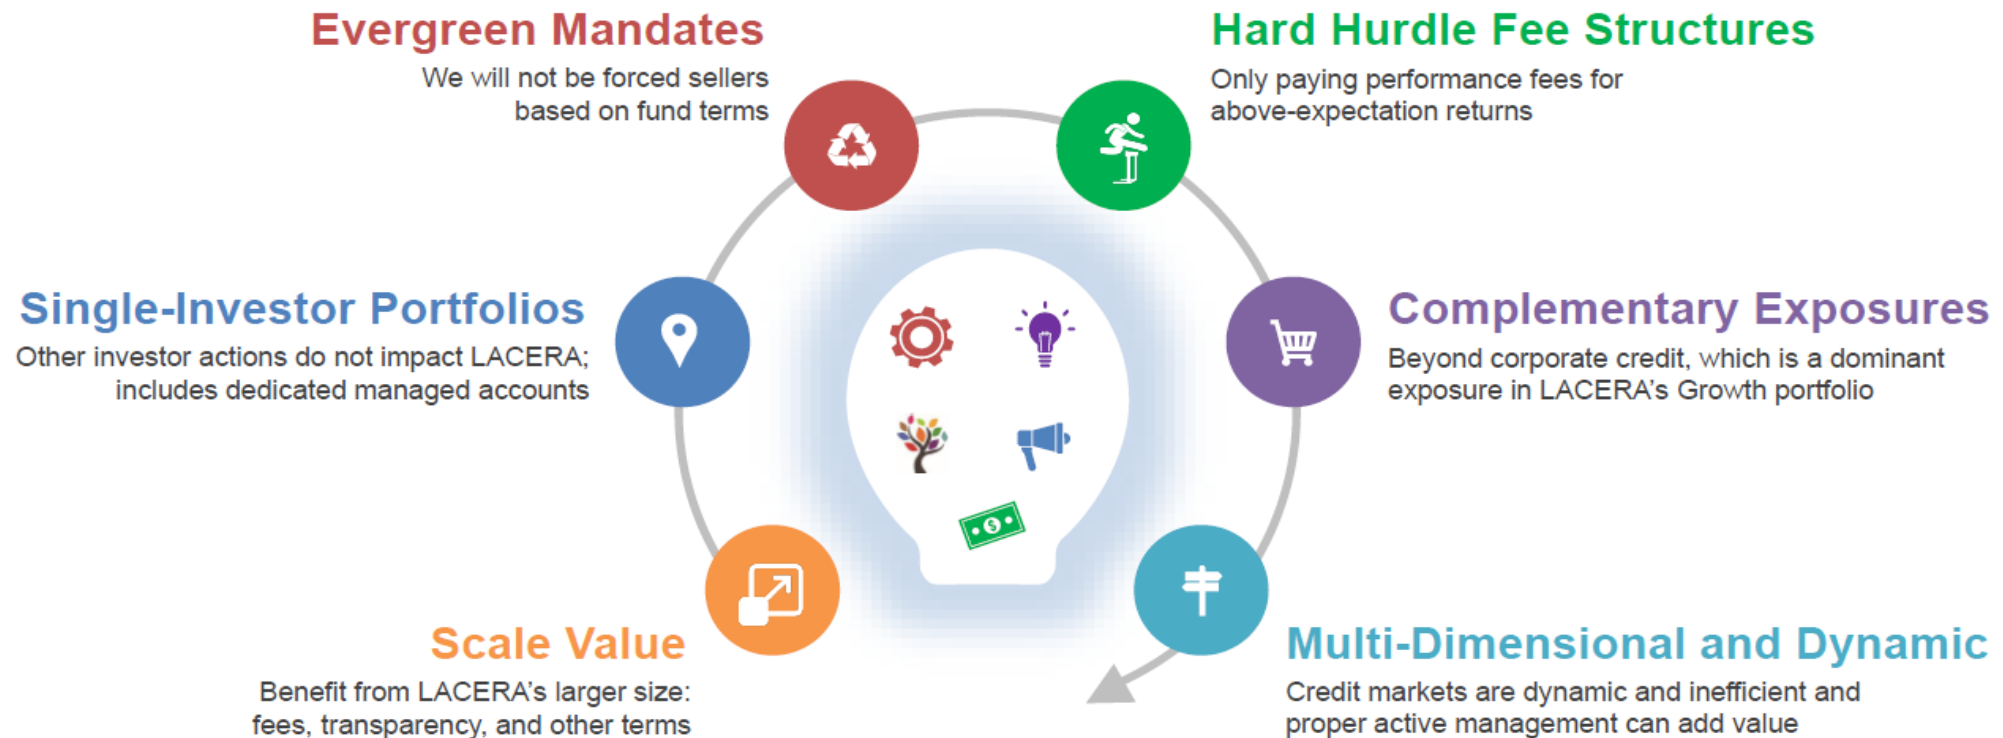 Evergreen Mandates
We will not be forced sellers
based on fund terms
Hard Hurdle Fee Structures
Only paying performance fees for
above-expectation returns
Single-Investor Portfolios
Other investor actions do not impact LACERA;
includes dedicated managed accounts
Complementary Exposures
Beyond corporate credit, which is a dominant
exposure in LACERA's Growth portfolio
Scale Value
Benefit from LACERA's larger size:
fees, transparency, and other terms
Multi-Dimensional and Dynamic
Credit markets are dynamic and inefficient and
proper active management can add value
$